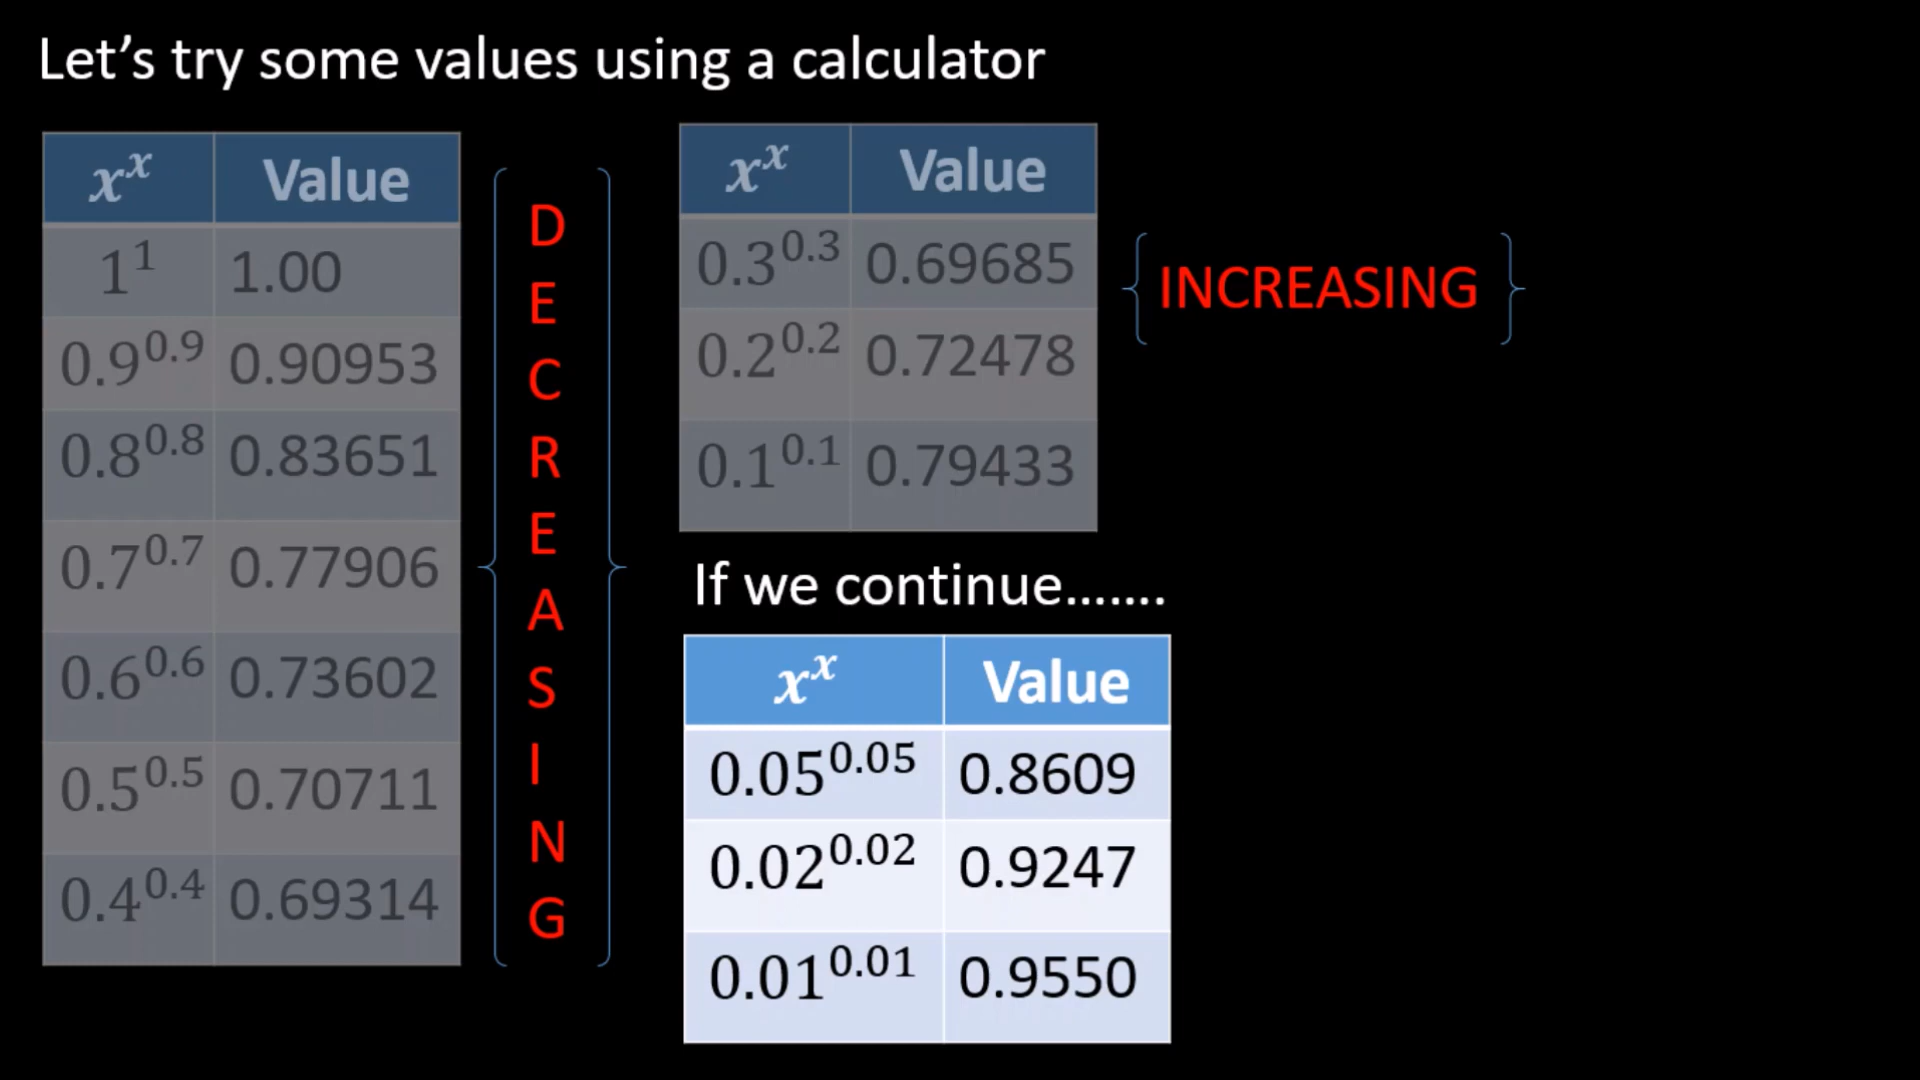 Let's try some values using a calculator
x^x Value
1^1 1.00
0.9^0.9 0.90953
0.8^0.8 0.83651
0.7^0.7 0.77906
0.6^0.6 0.73602
0.5^0.5 0.70711
0.4^0.4 0.69314
D
E
C
R
E
A
S
I
N
G
x^x Value
0.3^0.3 0.69685
0.2^0.2 0.72478
0.1^0.1 0.79433
INCREASING
If we continue.......
x^x Value
0.05^0.05 0.8609
0.02^0.02 0.9247
0.01^0.01 0.9550